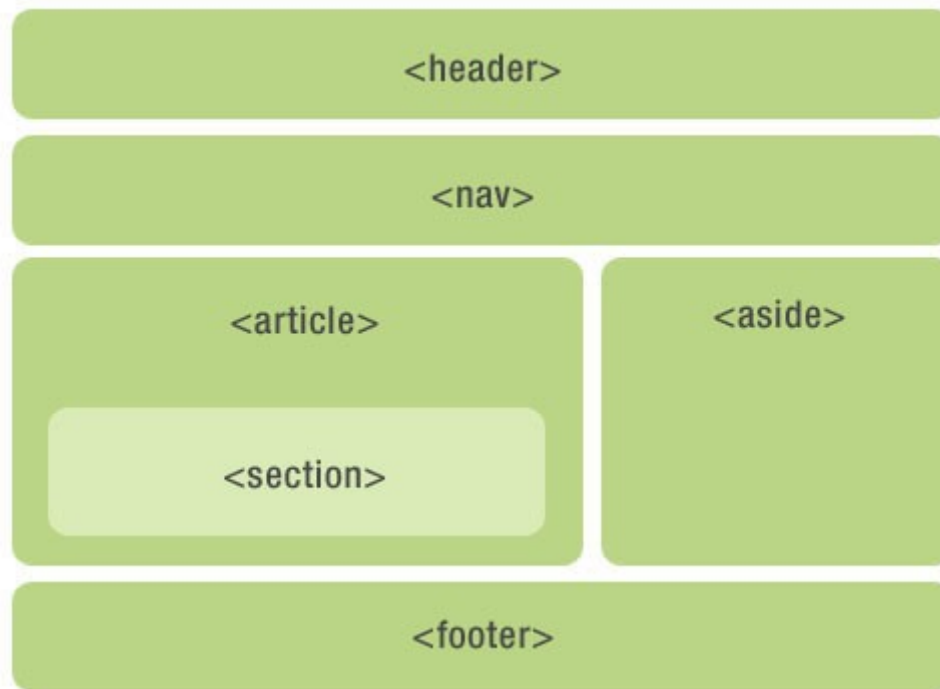 <header>
<nav>
<article>
<aside>
<section>
<footer>